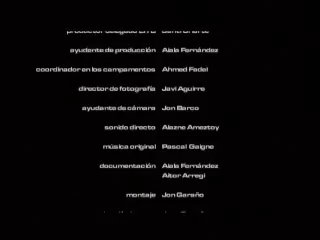 ayudante de producción Aiala Fernández
coordinador en los campamentos Ahmed Fadel
director de fotografía Javi Aguirre
ayudante de cámara Jon Barco
sonido directo Alazne Ameztoy
música original Pascal Gaigne
documentación Aiala Fernández
Aitor Arregi
montaje Jon Garaño